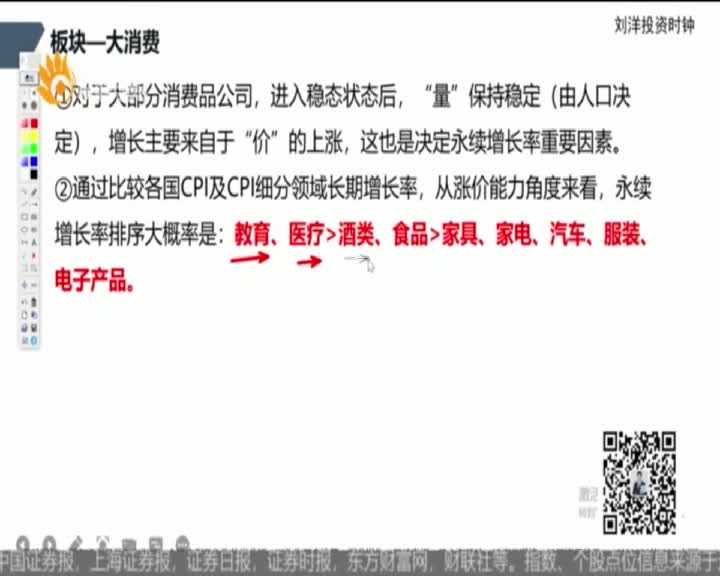 刘洋投资时钟
板块—大消费
①对于大部分消费品公司，进入稳态状态后，“量”保持稳定（由人口决
定），增长主要来自于“价”的上涨，这也是决定永续增长率重要因素。
②通过比较各国CPI及CPI细分领域长期增长率，从涨价能力角度来看，永续
增长率排序大概率是：教育、医疗>酒类、食品>家具、家电、汽车、服装、
电子产品。
中国证券报，上海证券报，证券日报，证券时报，东方财富网，财联社等。指数、个股点位信息来源于